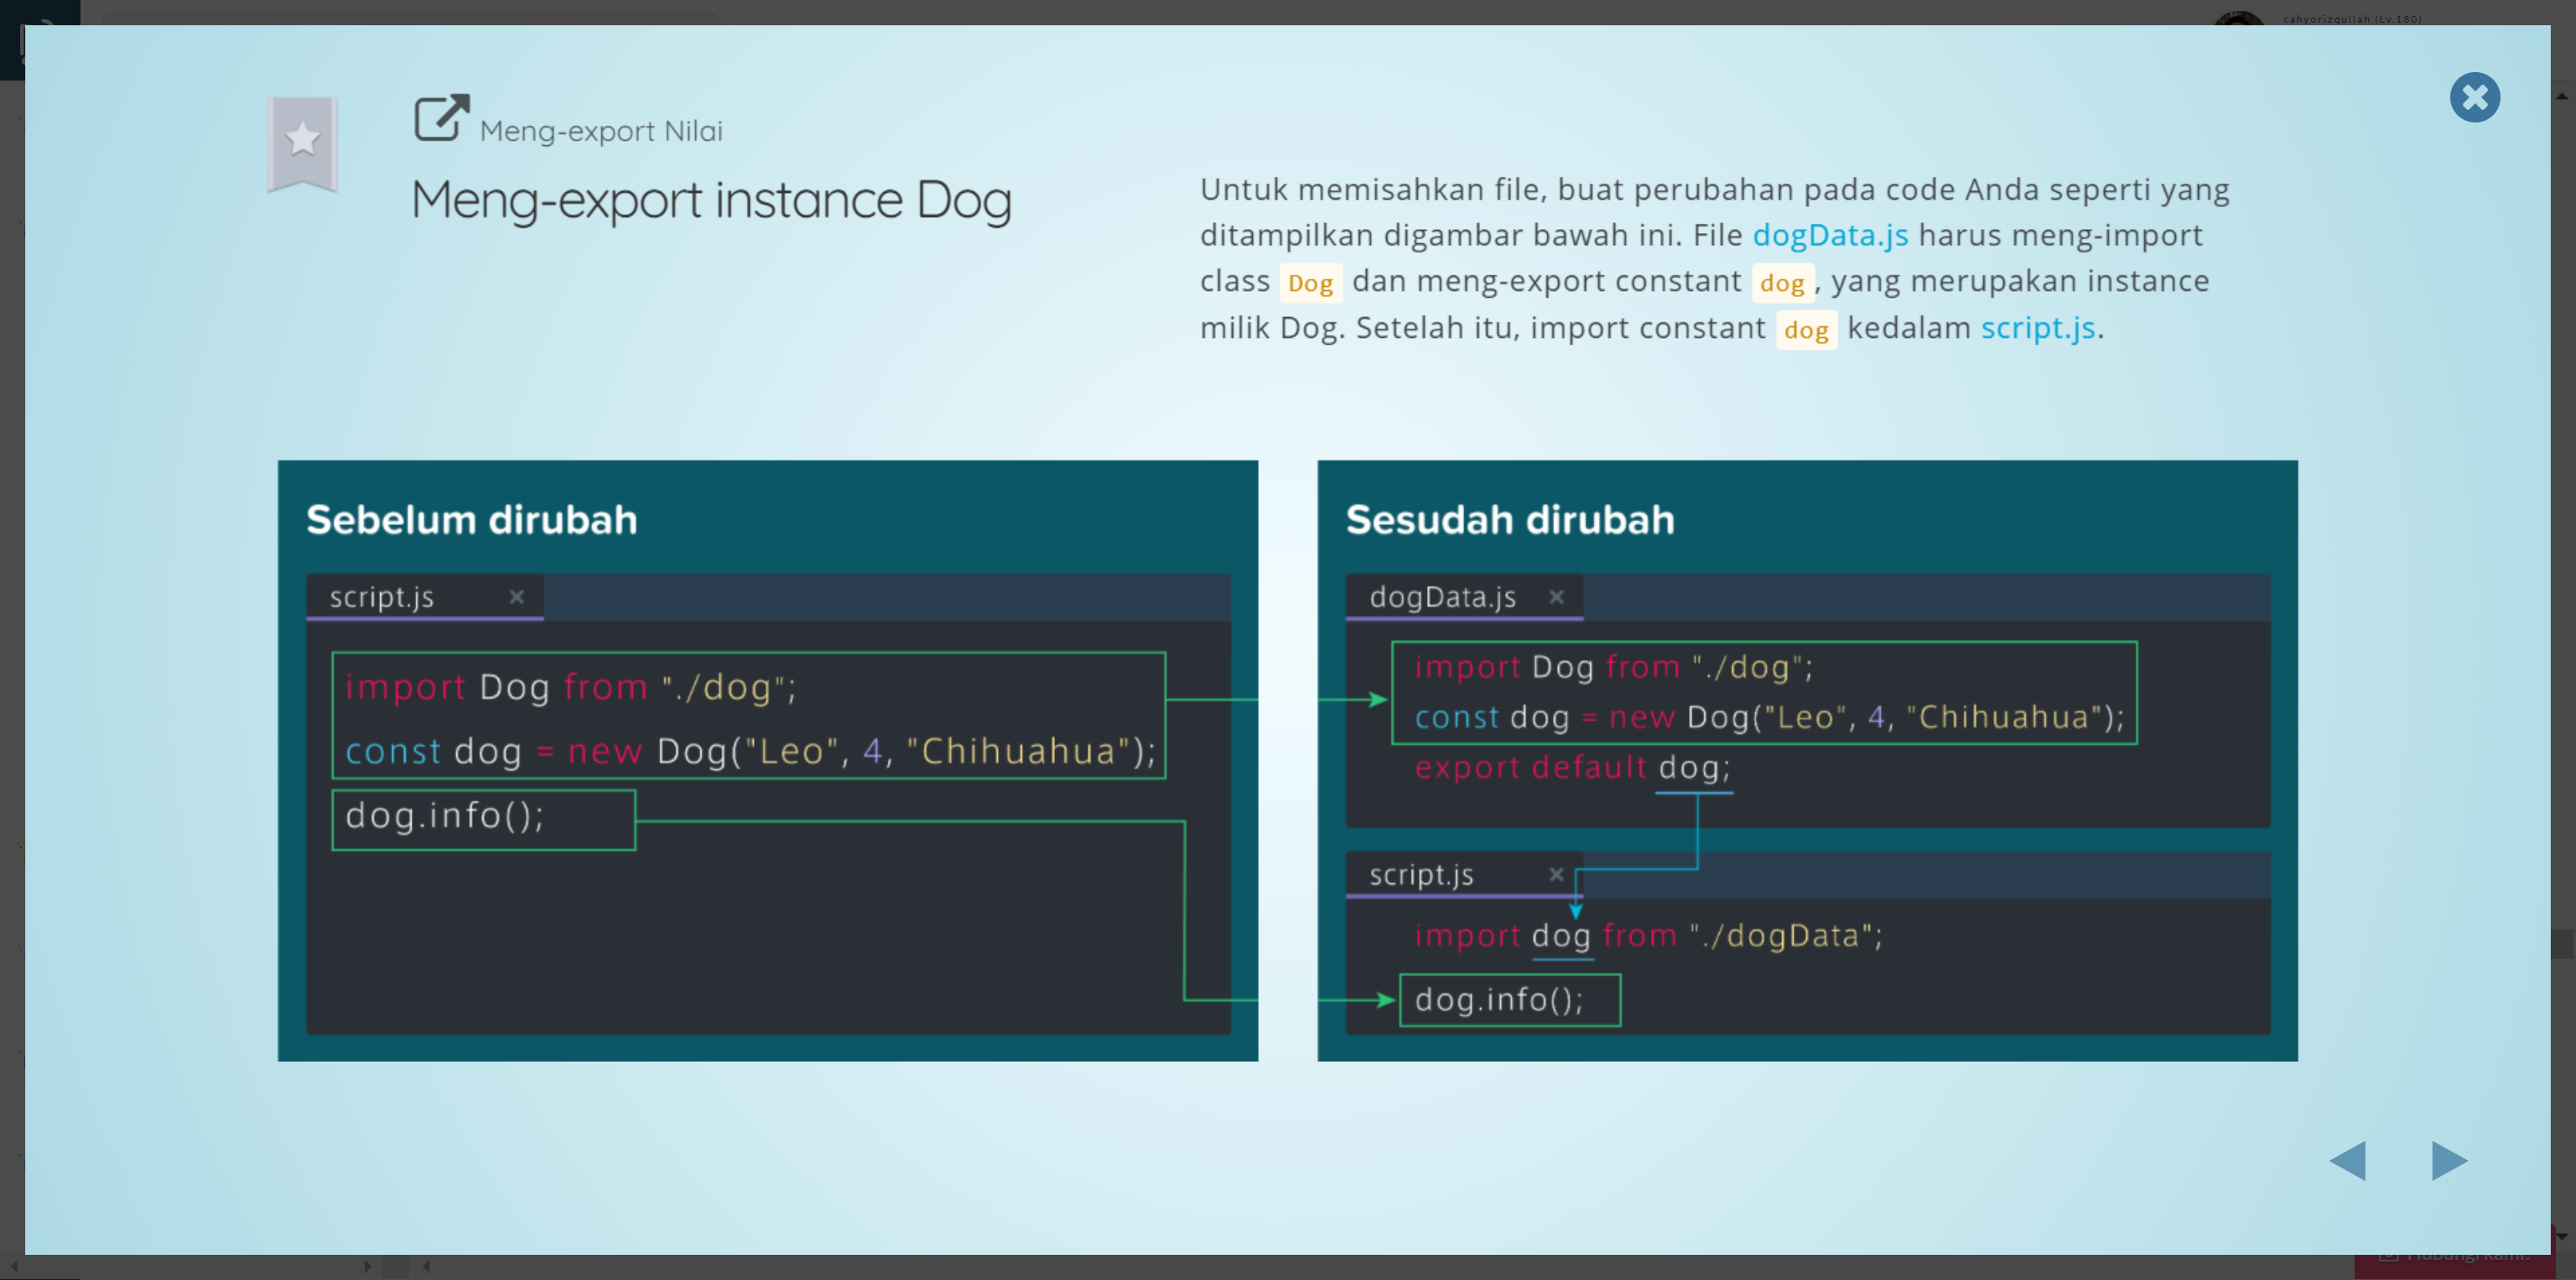 cahyorizqullah (Lv.180)
Meng-export Nilai
Meng-export instance Dog
Untuk memisahkan file, buat perubahan pada code Anda seperti yang
ditampilkan digambar bawah ini. File dogData.js harus meng-import
class Dog dan meng-export constant dog, yang merupakan instance
milik Dog. Setelah itu, import constant dog kedalam script.js.
Sebelum dirubah
script.js
import Dog from "./dog";
const dog = new Dog("Leo", 4, "Chihuahua");
dog.info();
Sesudah dirubah
dogData.js
import Dog from "./dog";
const dog = new Dog("Leo", 4, "Chihuahua");
export default dog;
script.js
import dog from "./dogData";
dog.info();